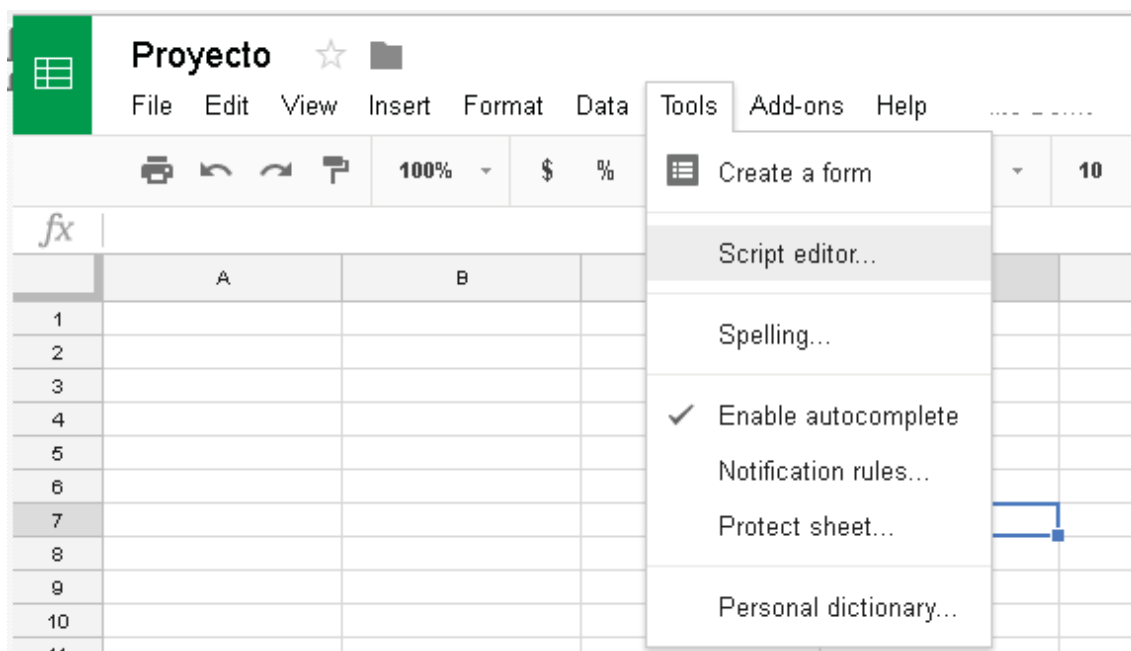 Proyecto
File Edit View Insert Format Data Tools Add-ons Help
100% $ % 10
Create a form
fx
Script editor...
A B
1
Spelling...
2
3
4
Enable autocomplete
5
6
Notification rules...
7
Protect sheet...
8
9
10
Personal dictionary...